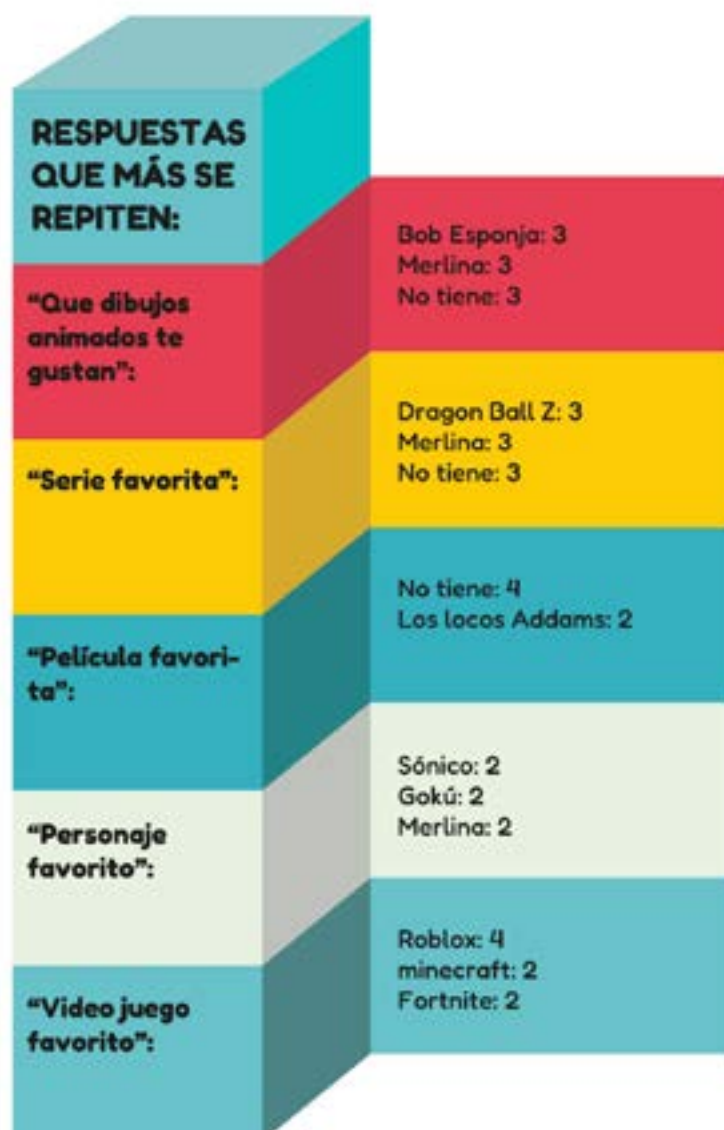 RESPUESTAS
QUE MÁS SE
REPITEN:
“Que dibujos
animados te
gustan”:
Bob Esponja: 3
Merlina: 3
No tiene: 3
“Serie favorita”:
Dragon Ball Z: 3
Merlina: 3
No tiene: 3
“Película favori-
ta”:
No tiene: 4
Los locos Addams: 2
“Personaje
favorito”:
Sónico: 2
Gokú: 2
Merlina: 2
“Video juego
favorito”:
Roblox: 4
minecraft: 2
Fortnite: 2